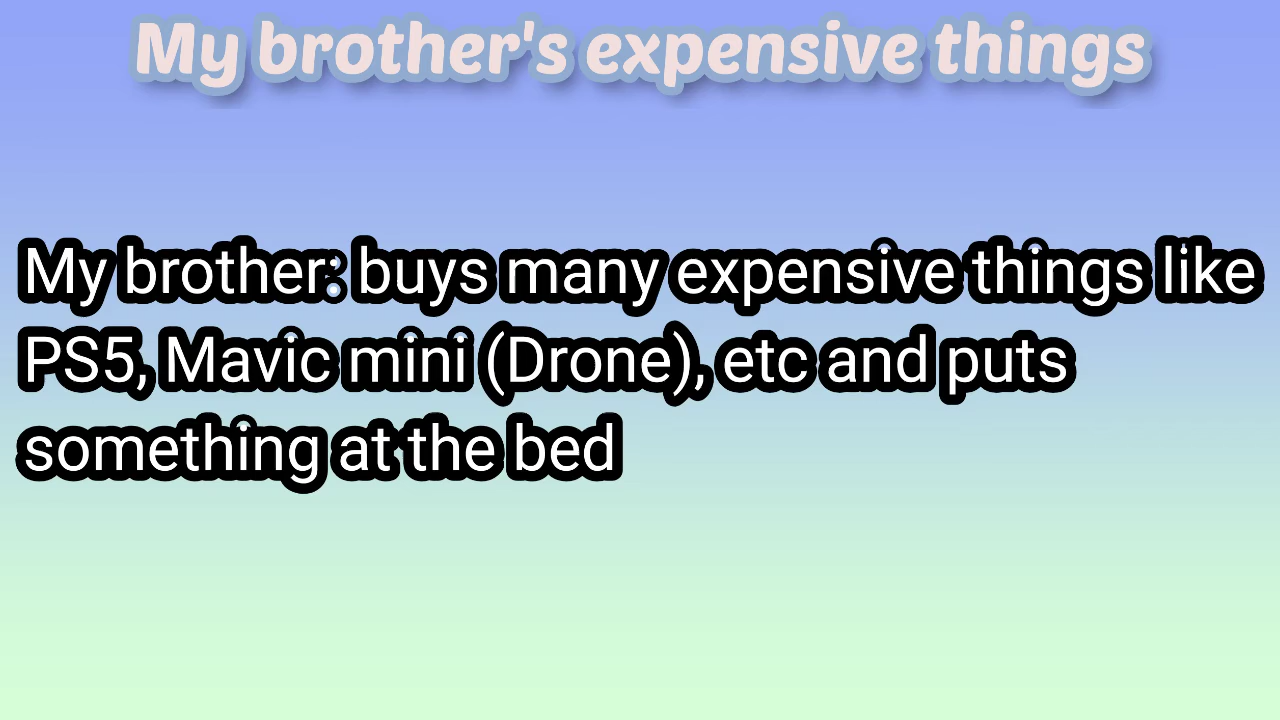 My brother's expensive things
My brother: buys many expensive things like
PS5, Mavic mini (Drone), etc and puts
something at the bed